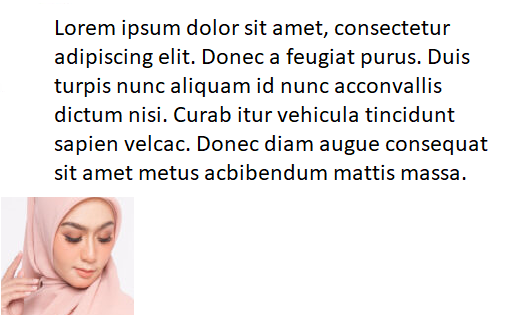 Lorem ipsum dolor sit amet, consectetur
adipiscing elit. Donec a feugiat purus. Duis
turpis nunc aliquam id nunc acconvallis
dictum nisi. Curab itur vehicula tincidunt
sapien velcac. Donec diam augue consequat
sit amet metus acbibendum mattis massa.